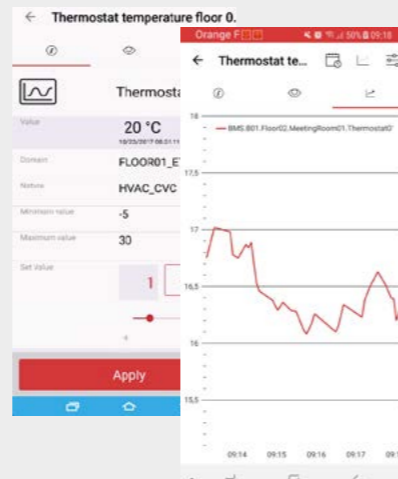 Thermostat temperature floor 0.
Thermosta
Value
20 °C
Domain
FLOOR01_E
Nature
HVAC_CVC
Minimum value
-5
Maximum value
30
Set Value
1
Apply
Orange F
50% 09:18
Thermostat te...
18
BMS.B01.Floor02.MeetingRoom01.Thermostat0
17,5
17
16,5
16
15,5
09:14 09:15 09:16 09:17 09:1